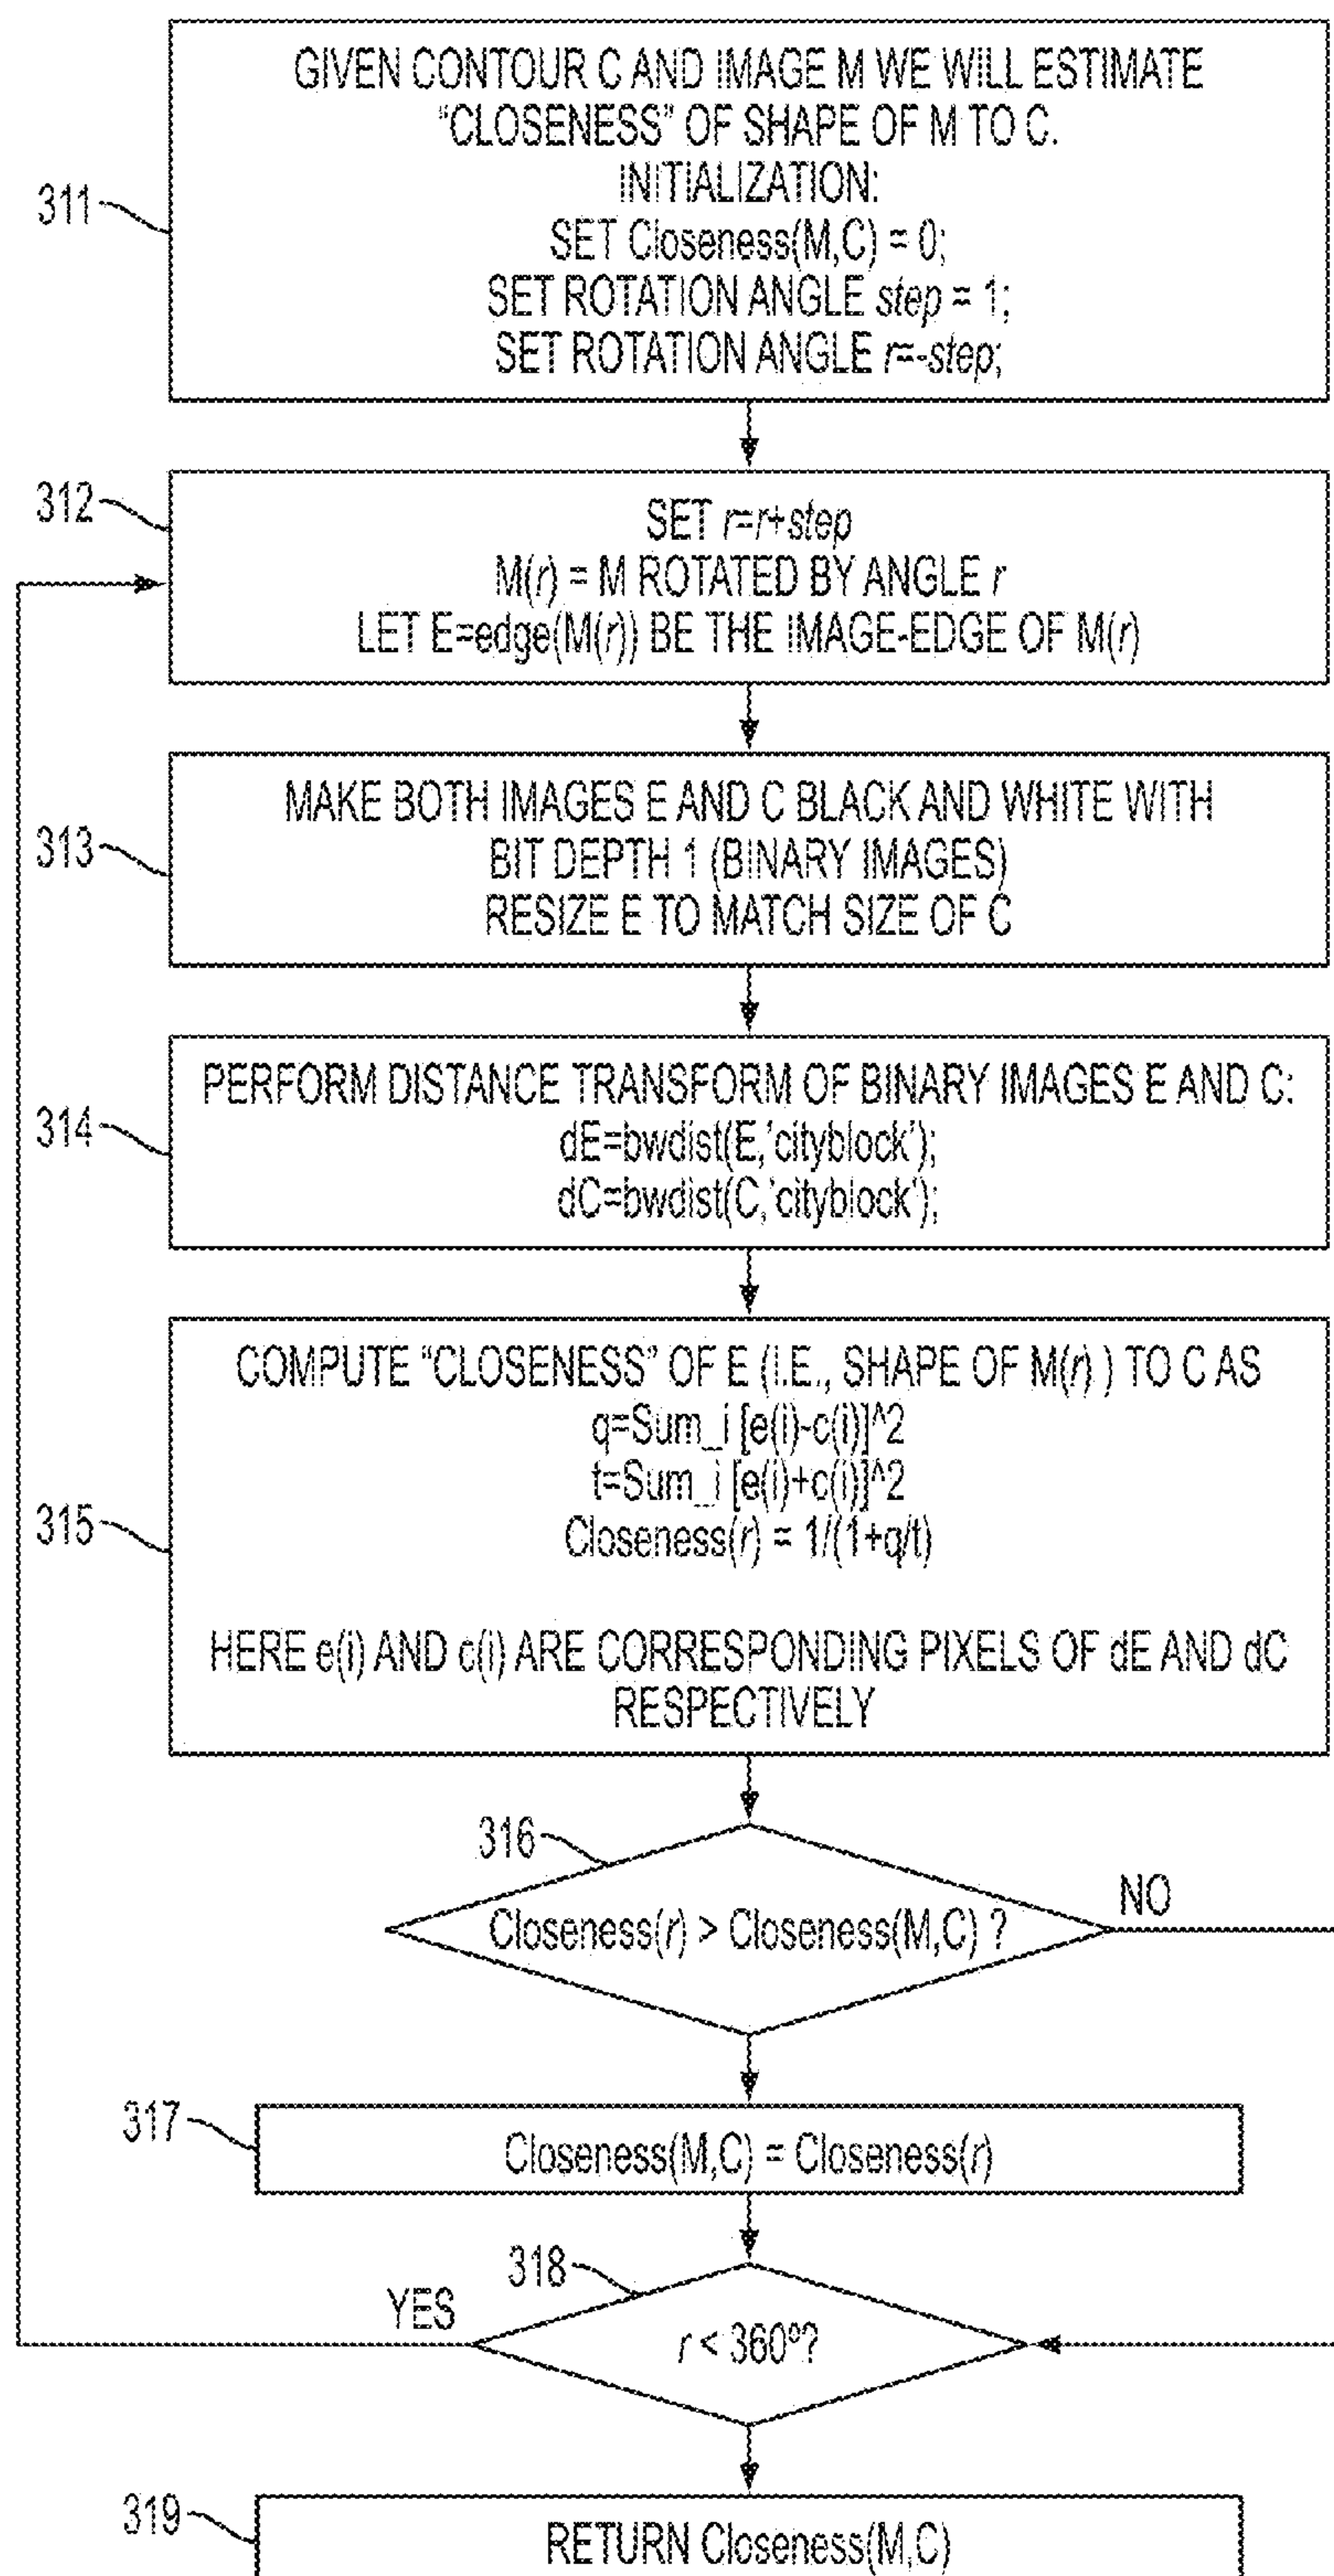 GIVEN CONTOUR C AND IMAGE M WE WILL ESTIMATE
"CLOSENESS" OF SHAPE OF M TO C.
INITIALIZATION:
SET Closeness(M,C) = 0;
SET ROTATION ANGLE step = 1;
SET ROTATION ANGLE r=-step;
311
312
SET r=r+step
M(r) = M ROTATED BY ANGLE r
LET E=edge(M(r)) BE THE IMAGE-EDGE OF M(r)
313
MAKE BOTH IMAGES E AND C BLACK AND WHITE WITH
BIT DEPTH 1 (BINARY IMAGES)
RESIZE E TO MATCH SIZE OF C
314
PERFORM DISTANCE TRANSFORM OF BINARY IMAGES E AND C:
dE=bwdist(E,'cityblock');
dC=bwdist(C,'cityblock');
315
COMPUTE "CLOSENESS" OF E (I.E., SHAPE OF M(r) ) TO C AS
q=Sum_i [e(i)-c(i)]^2
t=Sum_i [e(i)+c(i)]^2
Closeness(r) = 1/(1+q/t)
HERE e(i) AND c(i) ARE CORRESPONDING PIXELS OF dE AND dC
RESPECTIVELY
316
Closeness(r) > Closeness(M,C) ?
NO
317
Closeness(M,C) = Closeness(r)
318
YES
r < 360º?
319
RETURN Closeness(M,C)